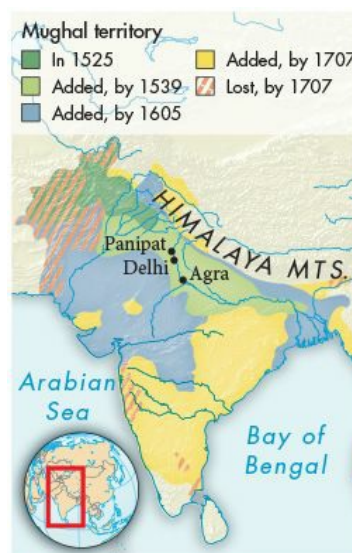 Mughal territory
In 1525
Added, by 1539
Added, by 1605
Added, by 1707
Lost, by 1707
HIMALAYA MTS.
Panipat
Delhi
Agra
Arabian
Sea
Bay of
Bengal